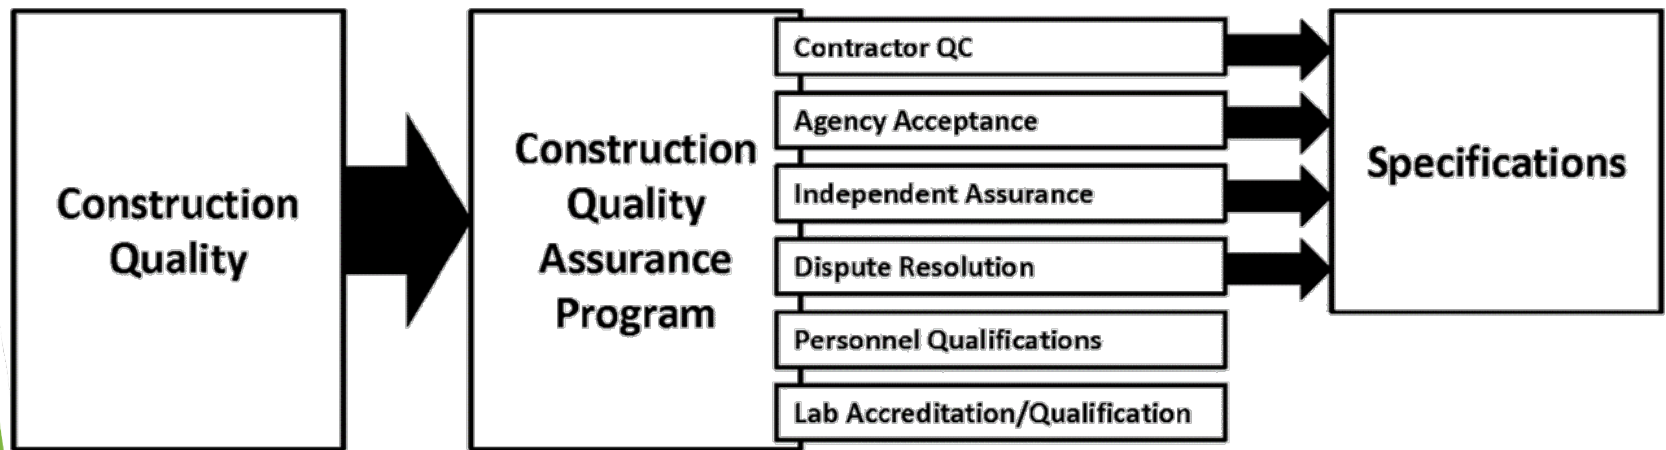 Construction
Quality
Construction
Quality
Assurance
Program
Contractor QC
Agency Acceptance
Independent Assurance
Dispute Resolution
Personnel Qualifications
Lab Accreditation/Qualification
Specifications